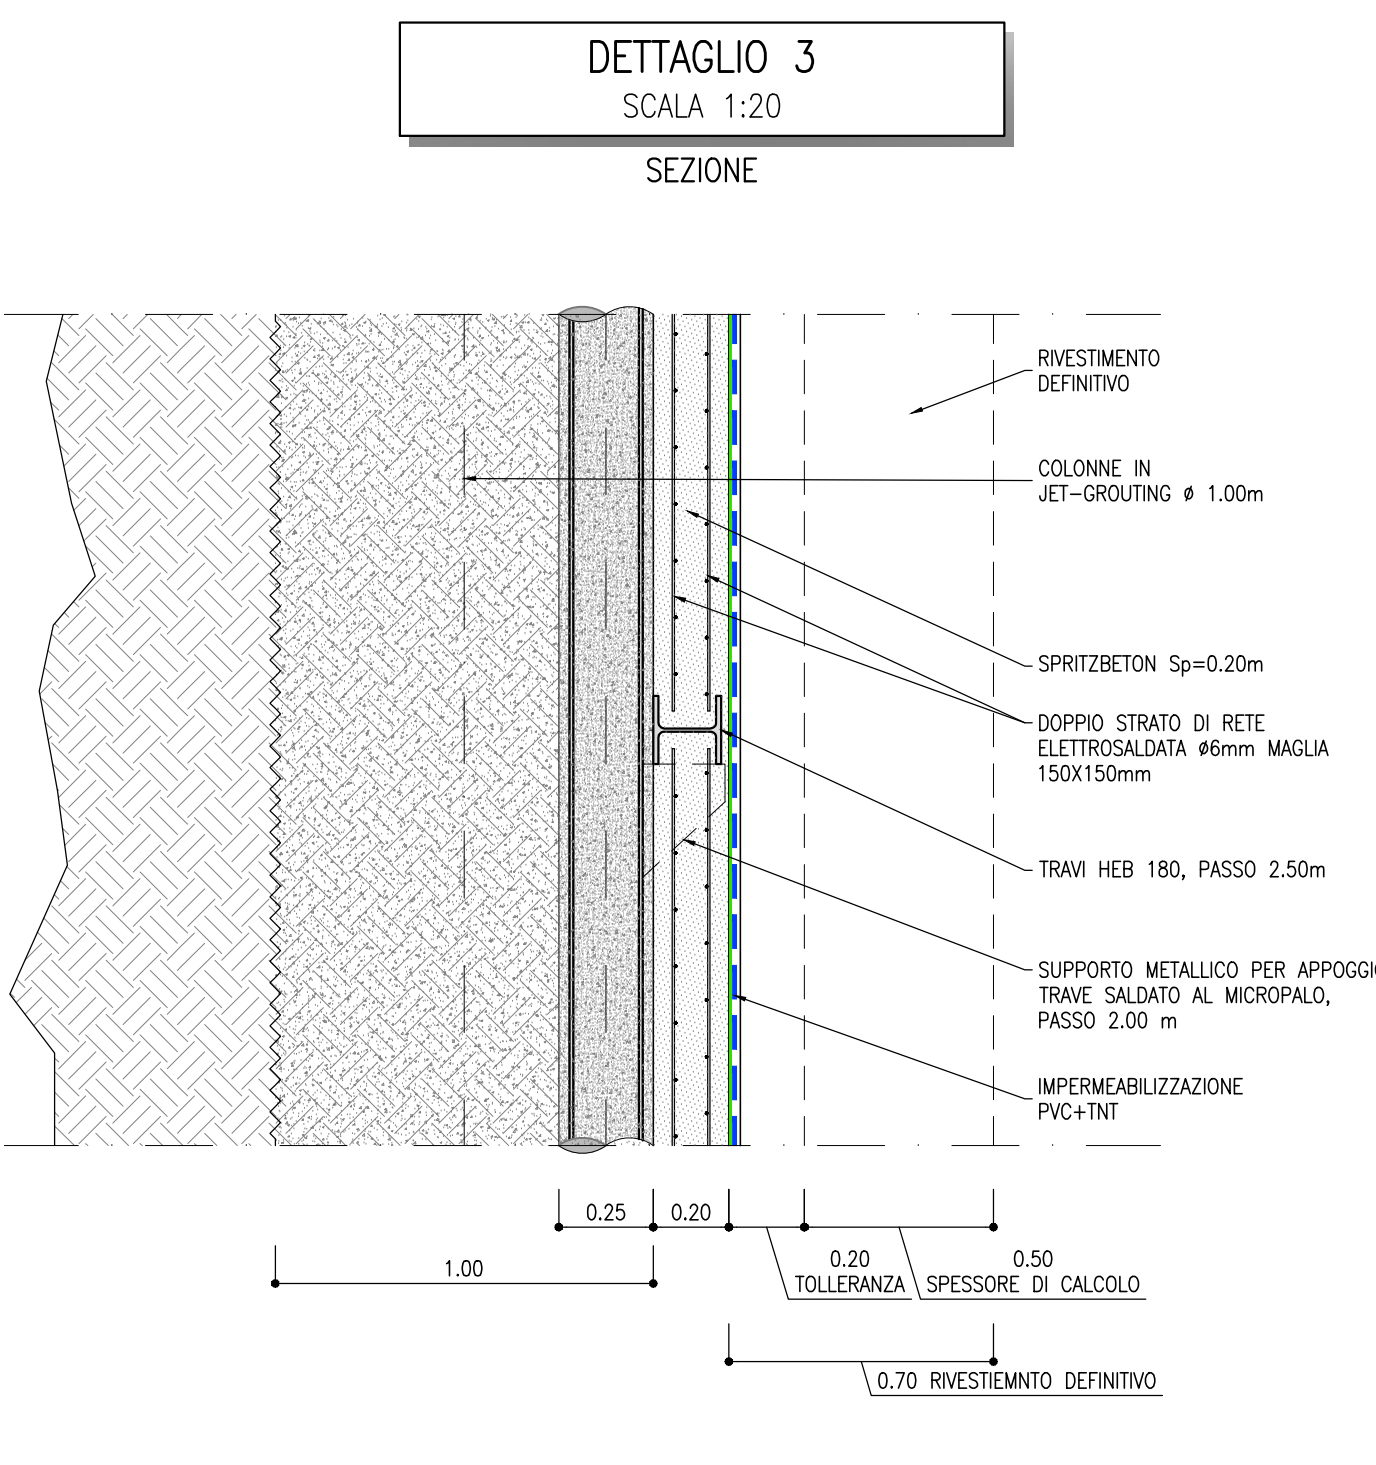 DETTAGLIO 3
SCALA 1:20
SEZIONE
RIVESTIMENTO
DEFINITIVO
COLONNE IN
JET-GROUTING Ø 1.00m
SPRITZBETON Sp=0.20m
DOPPIO STRATO DI RETE
ELETTROSALDATA Ø6mm MAGLIA
150X150mm
TRAVI HEB 180, PASSO 2.50m
SUPPORTO METALLICO PER APPOGGIO
TRAVE SALDATO AL MICROPALO,
PASSO 2.00 m
IMPERMEABILIZZAZIONE
PVC+TNT
0.25
0.20
1.00
0.20
TOLLERANZA
0.50
SPESSORE DI CALCOLO
0.70 RIVESTIEMNTO DEFINITIVO